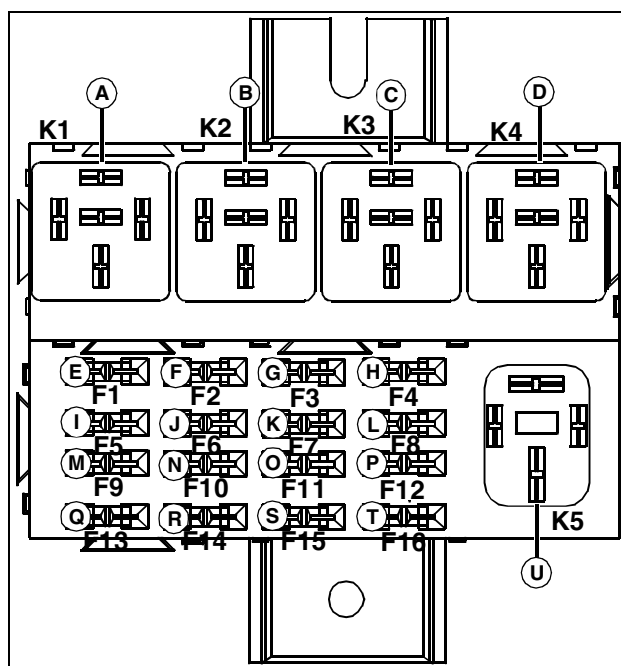 A B C D
K1 K2 K3 K4
E F G H
F1 F2 F3 F4
I J K L
F5 F6 F7 F8
M N O P
F9 F10 F11 F12
Q R S T
F13 F14 F15 F16 K5
U